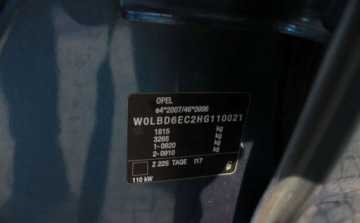 OPEL
e4*2007/46*0996
W0LBD6EC2HG110021
1815 kg
3265 kg
1-0920 kg
2-0910 kg
Z 22S TAGE /17
110 kW